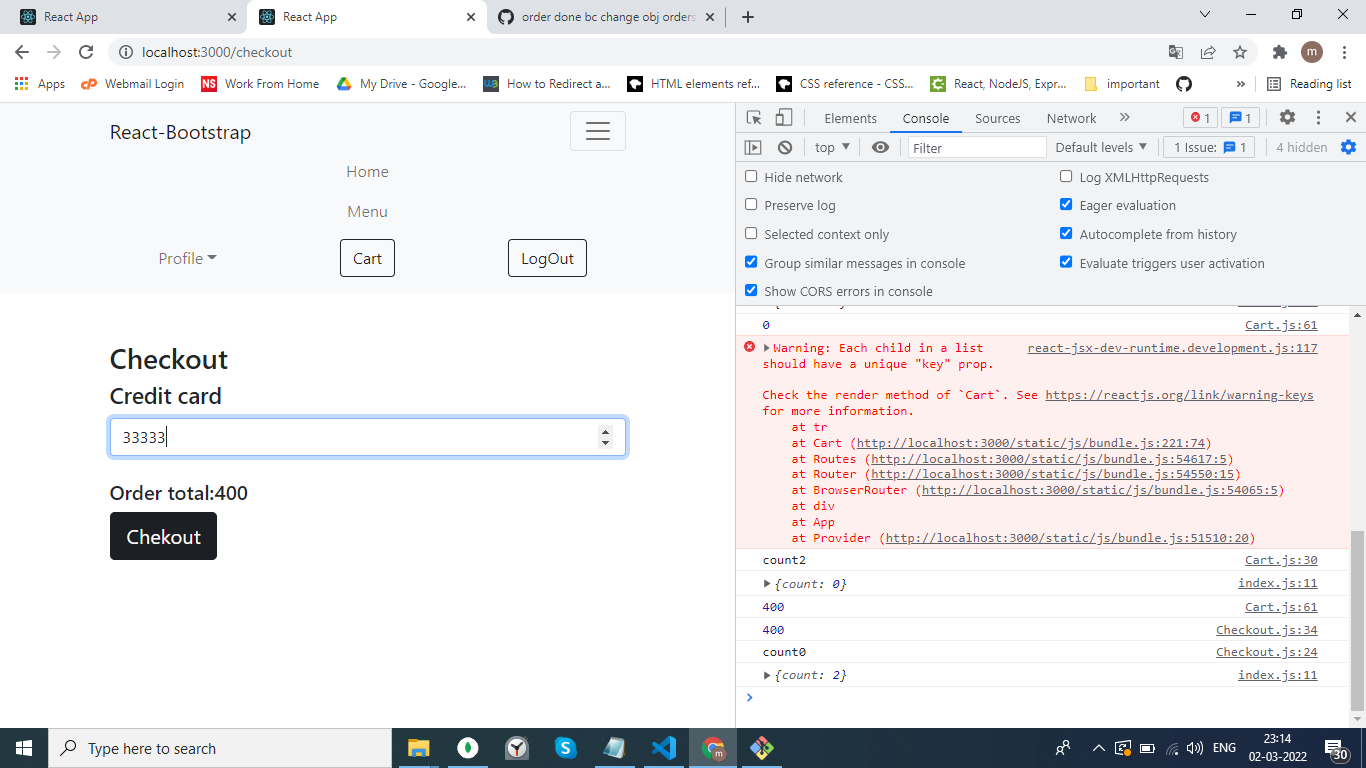 React App
React App
order done bc change obj orders
localhost:3000/checkout
m
Apps
Webmail Login
NS Work From Home
My Drive - Google...
How to Redirect a...
HTML elements ref...
CSS reference - CSS...
React, NodeJS, Expr...
important
»
Reading list
React-Bootstrap
Home
Menu
Profile
Cart
LogOut
Checkout
Credit card
33333
Order total:400
Chekout
Elements
Console
Sources
Network
»
1
1
top
Filter
Default levels
1 Issue: 1
4 hidden
Hide network
Log XMLHttpRequests
Preserve log
Eager evaluation
Selected context only
Autocomplete from history
Group similar messages in console
Evaluate triggers user activation
Show CORS errors in console
0 Cart.js:61
Warning: Each child in a list react-jsx-dev-runtime.development.js:117
should have a unique "key" prop.
Check the render method of `Cart`. See https://reactjs.org/link/warning-keys
for more information.
at tr
at Cart (http://localhost:3000/static/js/bundle.js:221:74)
at Routes (http://localhost:3000/static/js/bundle.js:54617:5)
at Router (http://localhost:3000/static/js/bundle.js:54550:15)
at BrowserRouter (http://localhost:3000/static/js/bundle.js:54065:5)
at div
at App
at Provider (http://localhost:3000/static/js/bundle.js:51510:20)
count2 Cart.js:30
{count: 0} index.js:11
400 Cart.js:61
400 Checkout.js:34
count0 Checkout.js:24
{count: 2} index.js:11
Type here to search
ENG
23:14
02-03-2022
30